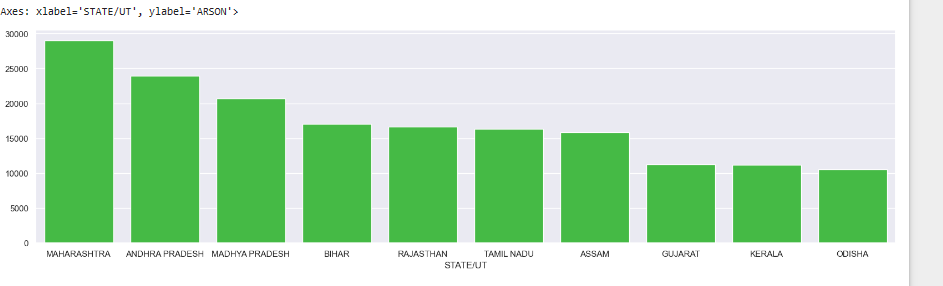 Axes: xlabel='STATE/UT', ylabel='ARSON'>
30000
25000
20000
15000
10000
5000
0
MAHARASHTRA ANDHRA PRADESH MADHYA PRADESH BIHAR RAJASTHAN TAMIL NADU ASSAM GUJARAT KERALA ODISHA
STATE/UT